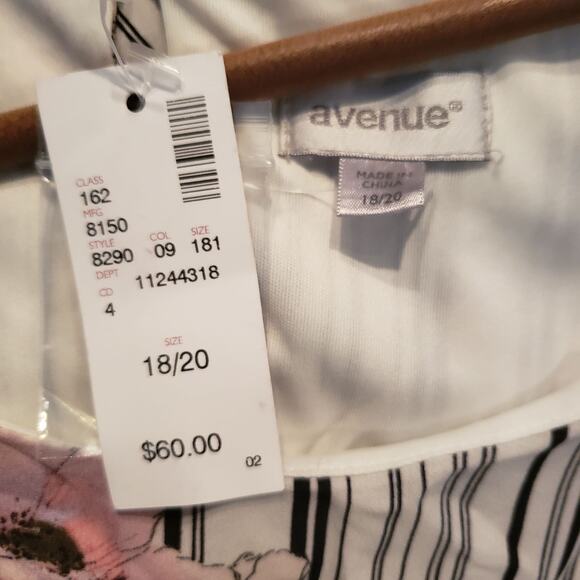 CLASS
162
MFG
8150
STYLE COL SIZE
8290 09 181
DEPT
11244318
CD
4
SIZE
18/20
$60.00
02
avenue®
MADE IN
CHINA
18/20